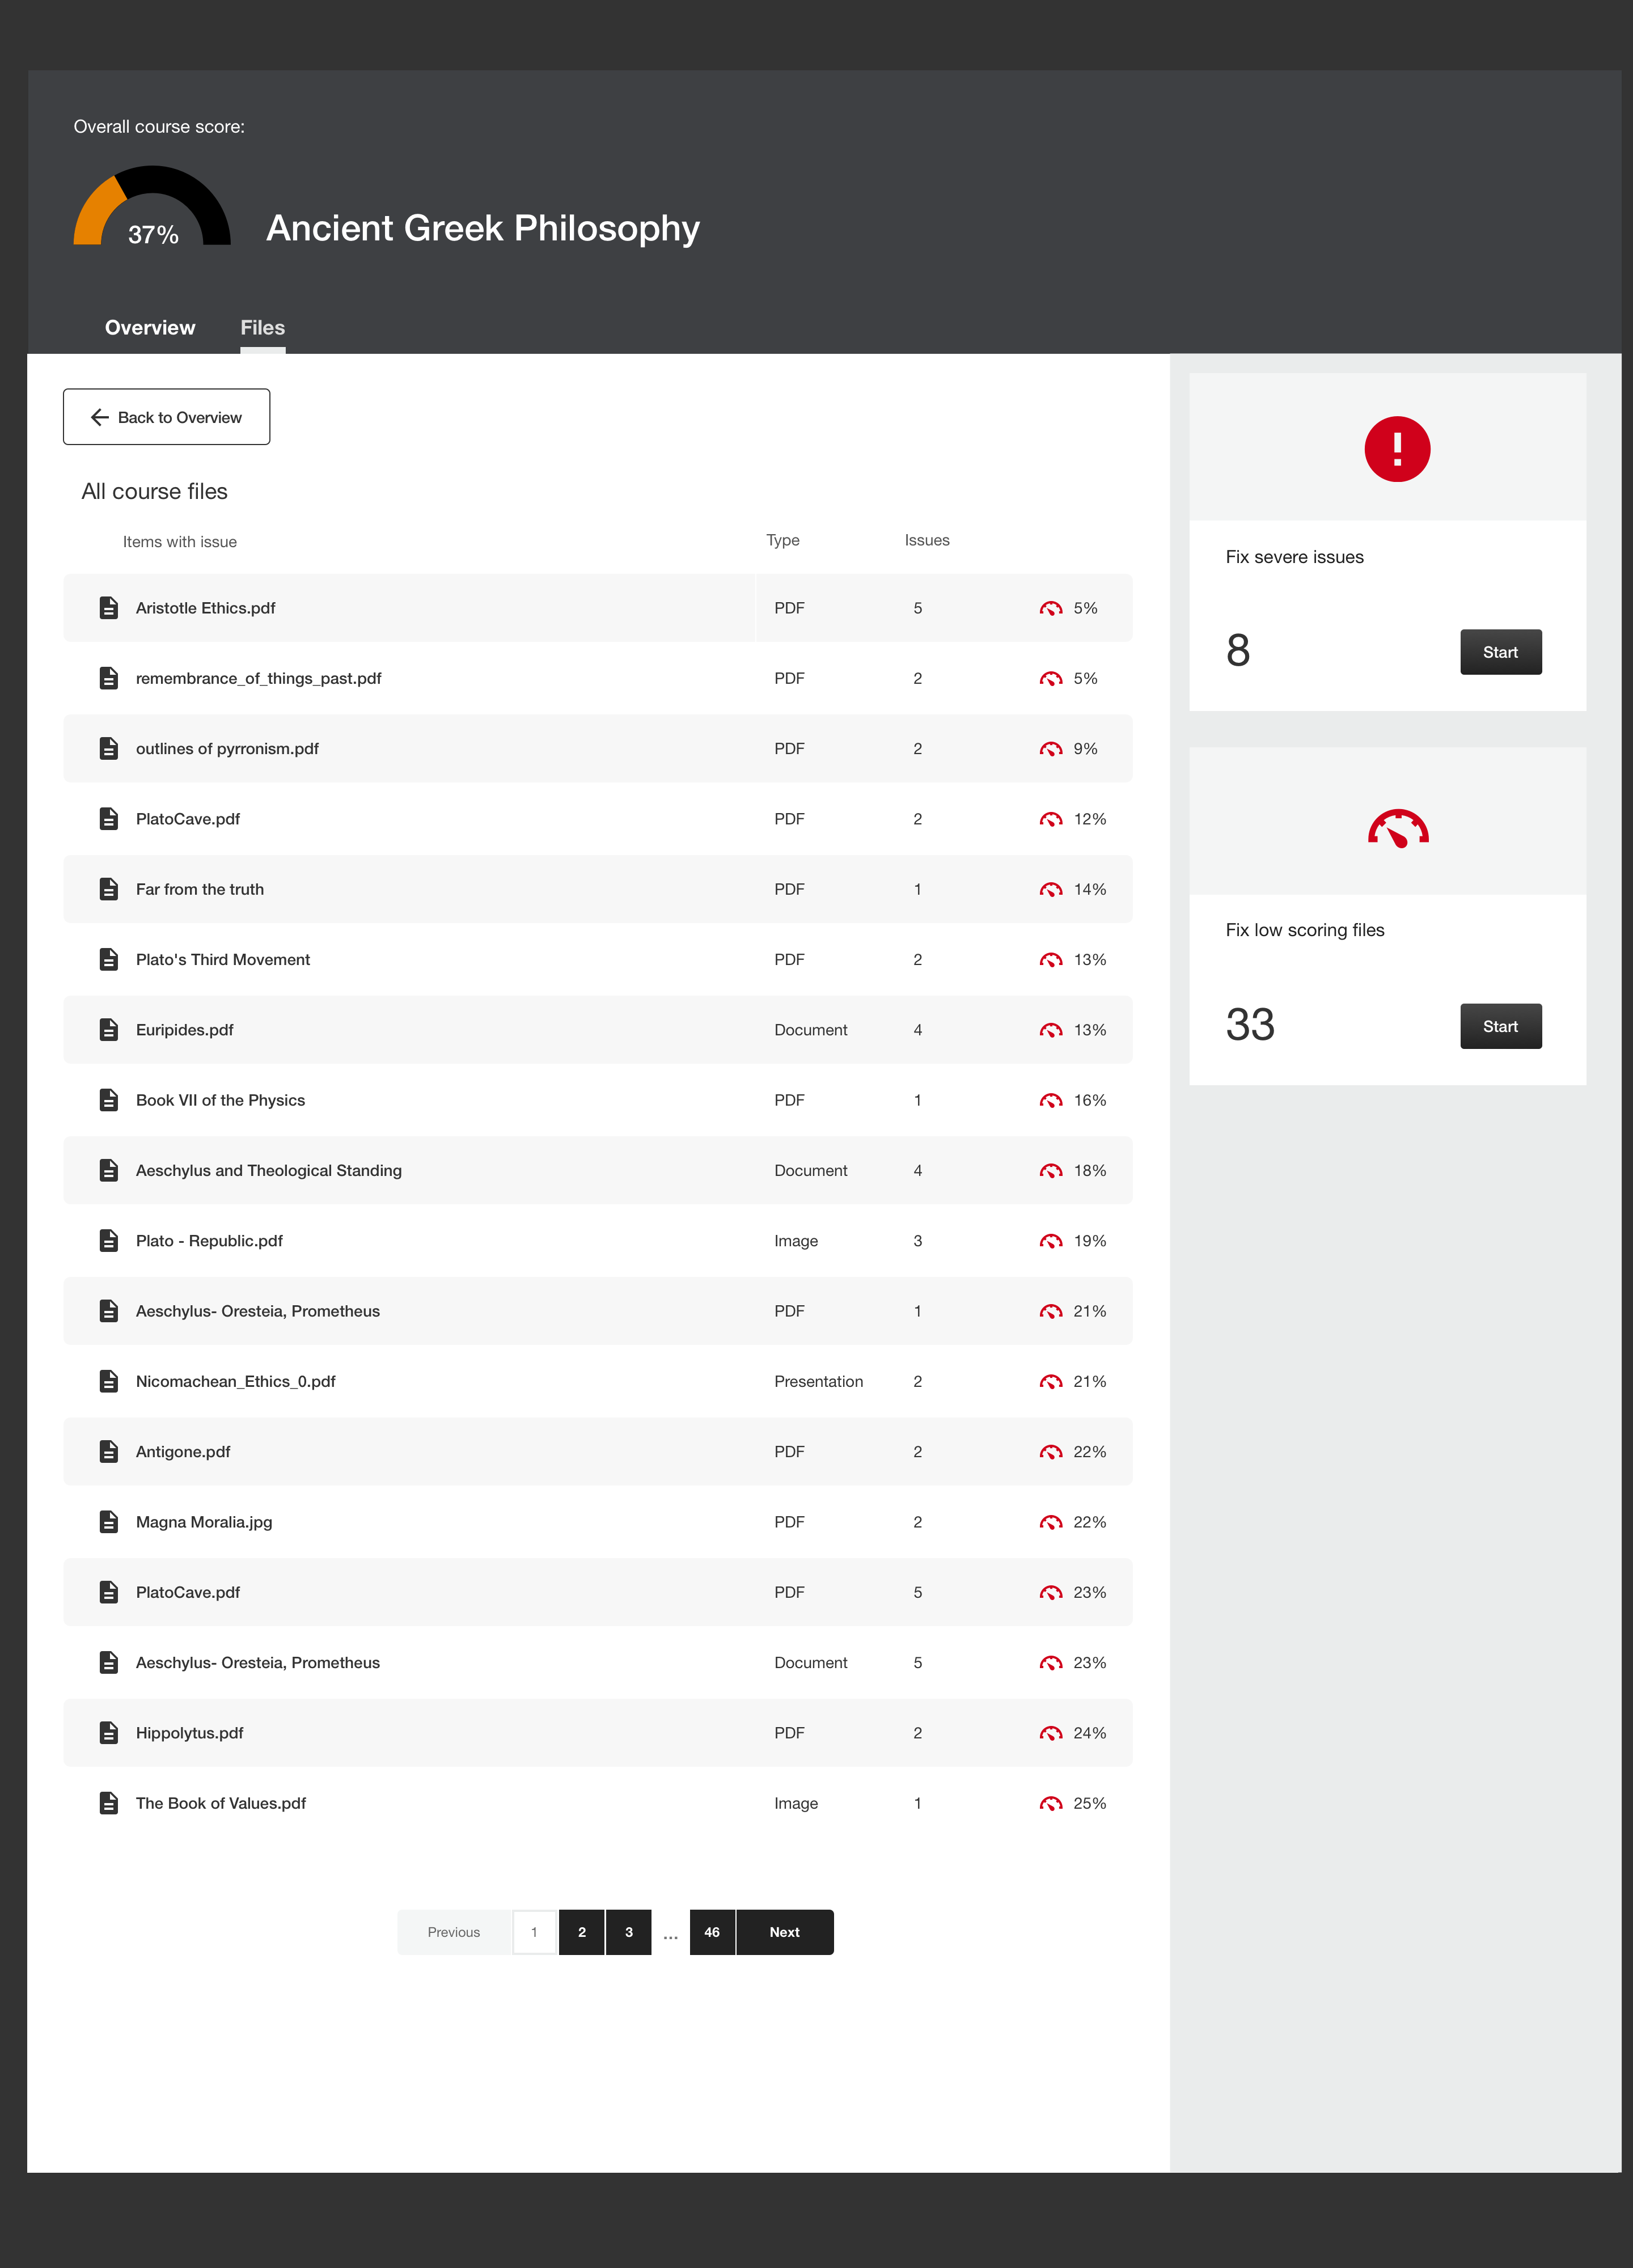 Overall course score:
37%
Ancient Greek Philosophy
Overview Files
Back to Overview
All course files
Items with issue Type Issues
Aristotle Ethics.pdf PDF 5 5%
remembrance_of_things_past.pdf PDF 2 5%
outlines of pyrronism.pdf PDF 2 9%
PlatoCave.pdf PDF 2 12%
Far from the truth PDF 1 14%
Plato's Third Movement PDF 2 13%
Euripides.pdf Document 4 13%
Book VII of the Physics PDF 1 16%
Aeschylus and Theological Standing Document 4 18%
Plato - Republic.pdf Image 3 19%
Aeschylus- Oresteia, Prometheus PDF 1 21%
Nicomachean_Ethics_0.pdf Presentation 2 21%
Antigone.pdf PDF 2 22%
Magna Moralia.jpg PDF 2 22%
PlatoCave.pdf PDF 5 23%
Aeschylus- Oresteia, Prometheus Document 5 23%
Hippolytus.pdf PDF 2 24%
The Book of Values.pdf Image 1 25%
Previous 1 2 3 ... 46 Next
Fix severe issues
8 Start
Fix low scoring files
33 Start